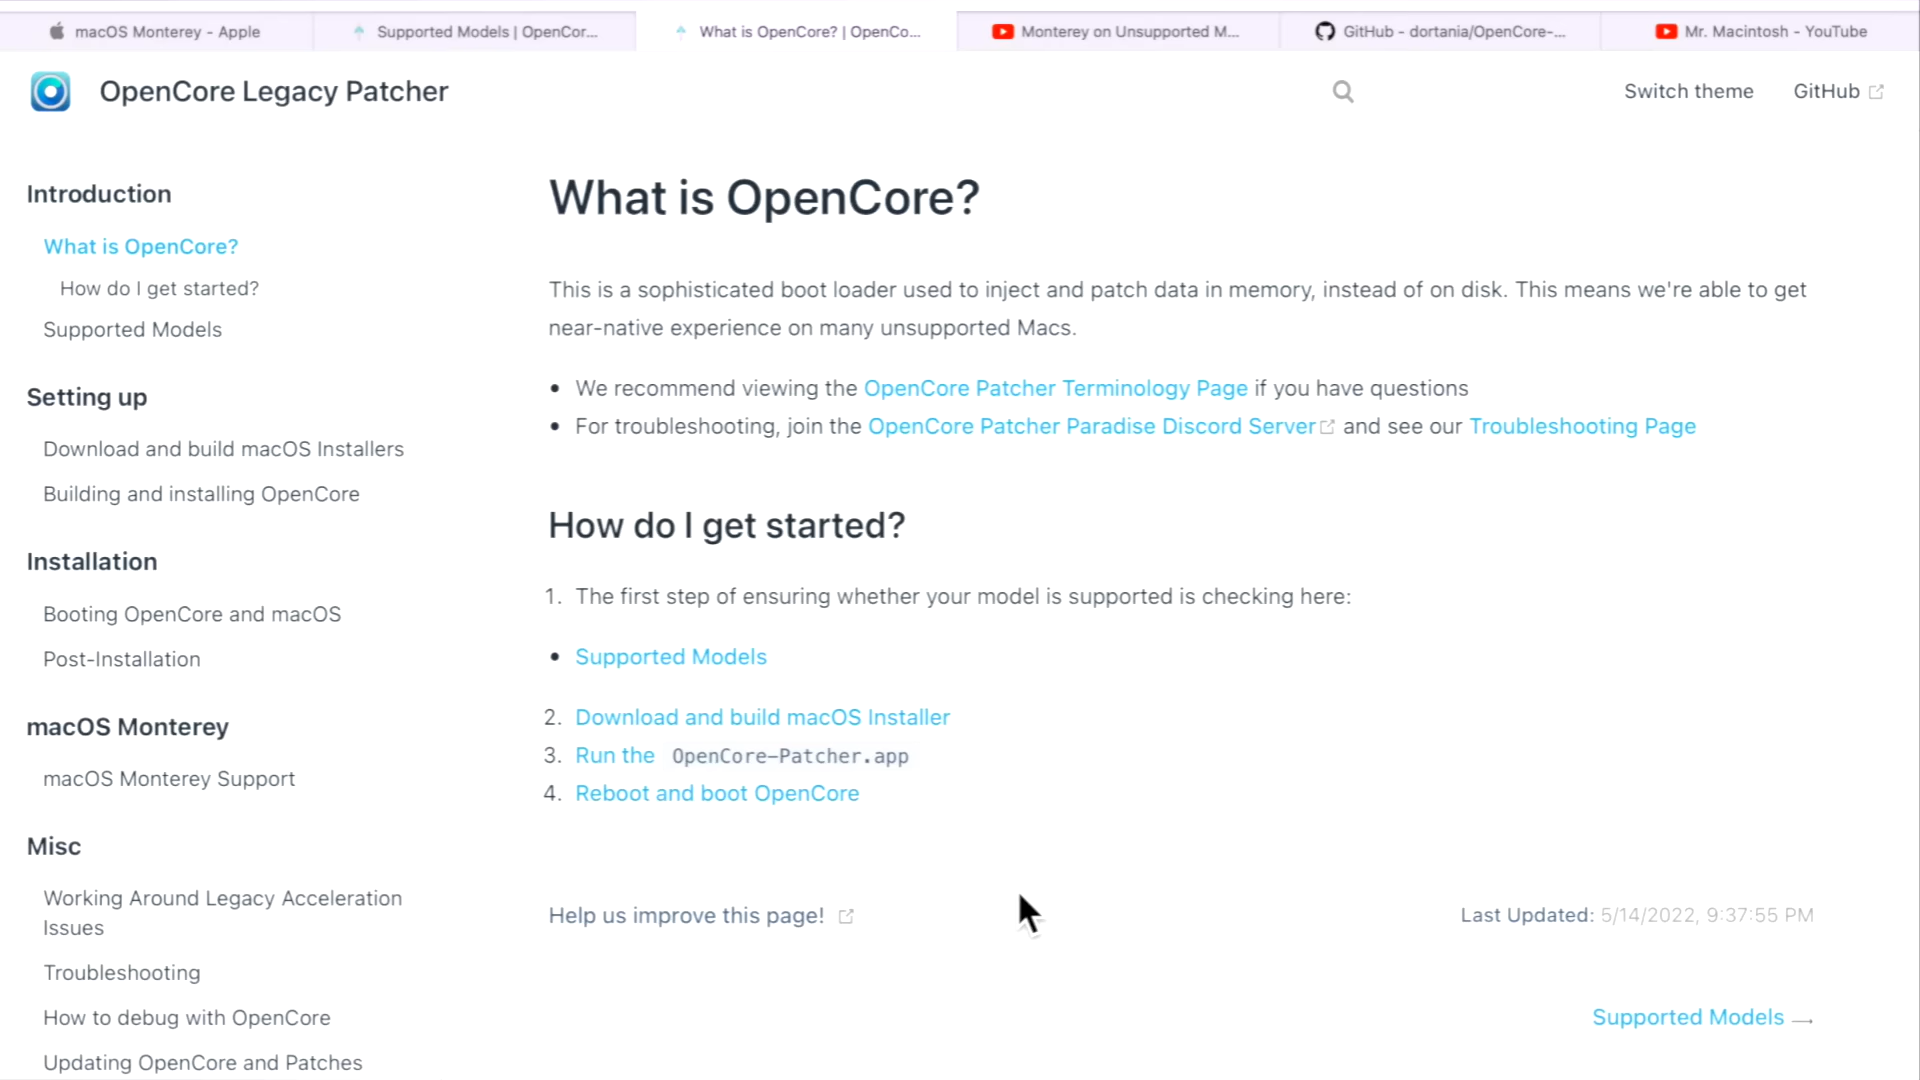 macOS Monterey - Apple
Supported Models | OpenCor...
What is OpenCore? | OpenCo...
Monterey on Unsupported M...
GitHub - dortania/OpenCore-...
Mr. Macintosh - YouTube
OpenCore Legacy Patcher
Switch theme
GitHub
Introduction
What is OpenCore?
How do I get started?
Supported Models
Setting up
Download and build macOS Installers
Building and installing OpenCore
Installation
Booting OpenCore and macOS
Post-Installation
macOS Monterey
macOS Monterey Support
Misc
Working Around Legacy Acceleration
Issues
Troubleshooting
How to debug with OpenCore
Updating OpenCore and Patches
What is OpenCore?
This is a sophisticated boot loader used to inject and patch data in memory, instead of on disk. This means we're able to get
near-native experience on many unsupported Macs.
• We recommend viewing the OpenCore Patcher Terminology Page if you have questions
• For troubleshooting, join the OpenCore Patcher Paradise Discord Server and see our Troubleshooting Page
How do I get started?
1. The first step of ensuring whether your model is supported is checking here:
• Supported Models
2. Download and build macOS Installer
3. Run the OpenCore-Patcher.app
4. Reboot and boot OpenCore
Help us improve this page!
Last Updated: 5/14/2022, 9:37:55 PM
Supported Models →